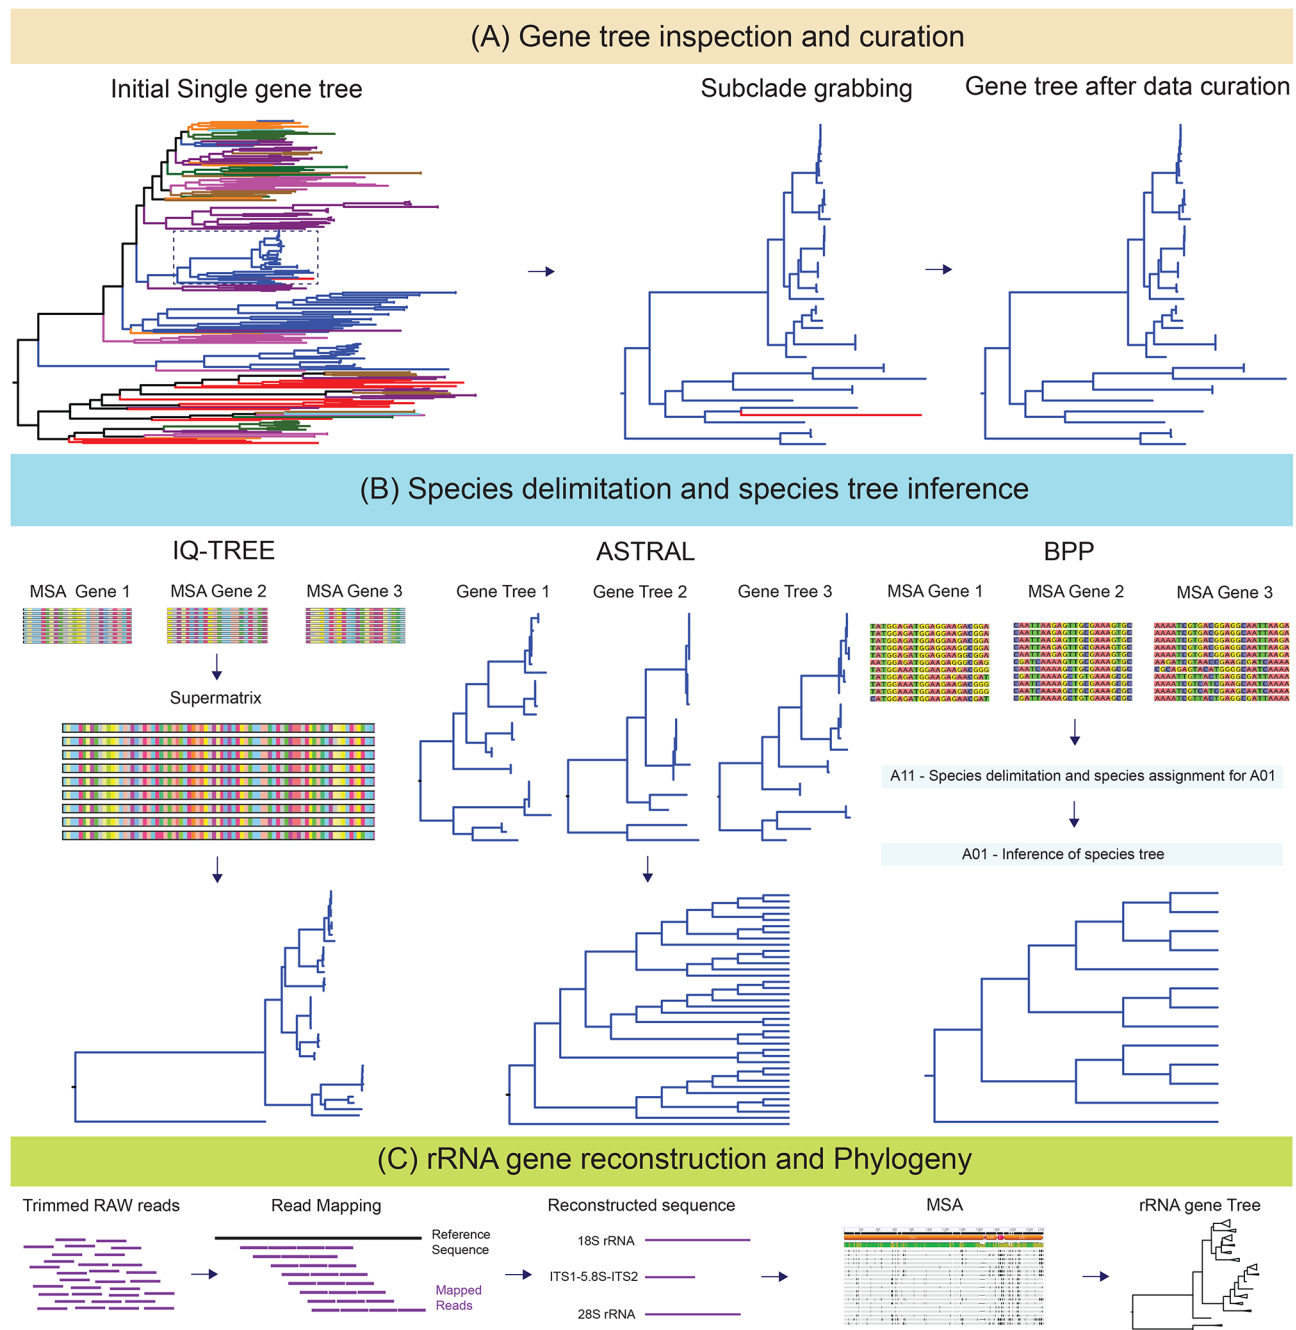 (A) Gene tree inspection and curation
Initial Single gene tree
Subclade grabbing
Gene tree after data curation
(B) Species delimitation and species tree inference
IQ-TREE
ASTRAL
BPP
MSA Gene 1
MSA Gene 2
MSA Gene 3
Gene Tree 1
Gene Tree 2
Gene Tree 3
MSA Gene 1
MSA Gene 2
MSA Gene 3
Supermatrix
A11 - Species delimitation and species assignment for A01
A01 - Inference of species tree
(C) rRNA gene reconstruction and Phylogeny
Trimmed RAW reads
Read Mapping
Reconstructed sequence
MSA
rRNA gene Tree
Reference
Sequence
Mapped
Reads
18S rRNA
ITS1-5.8S-ITS2
28S rRNA